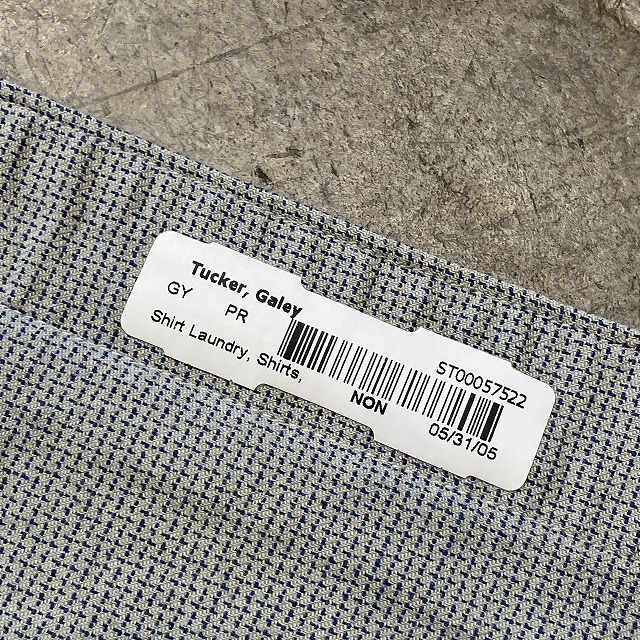 Tucker, Galey
GY PR
ST00057522
Shirt Laundry, Shirts,
NON
05/31/05